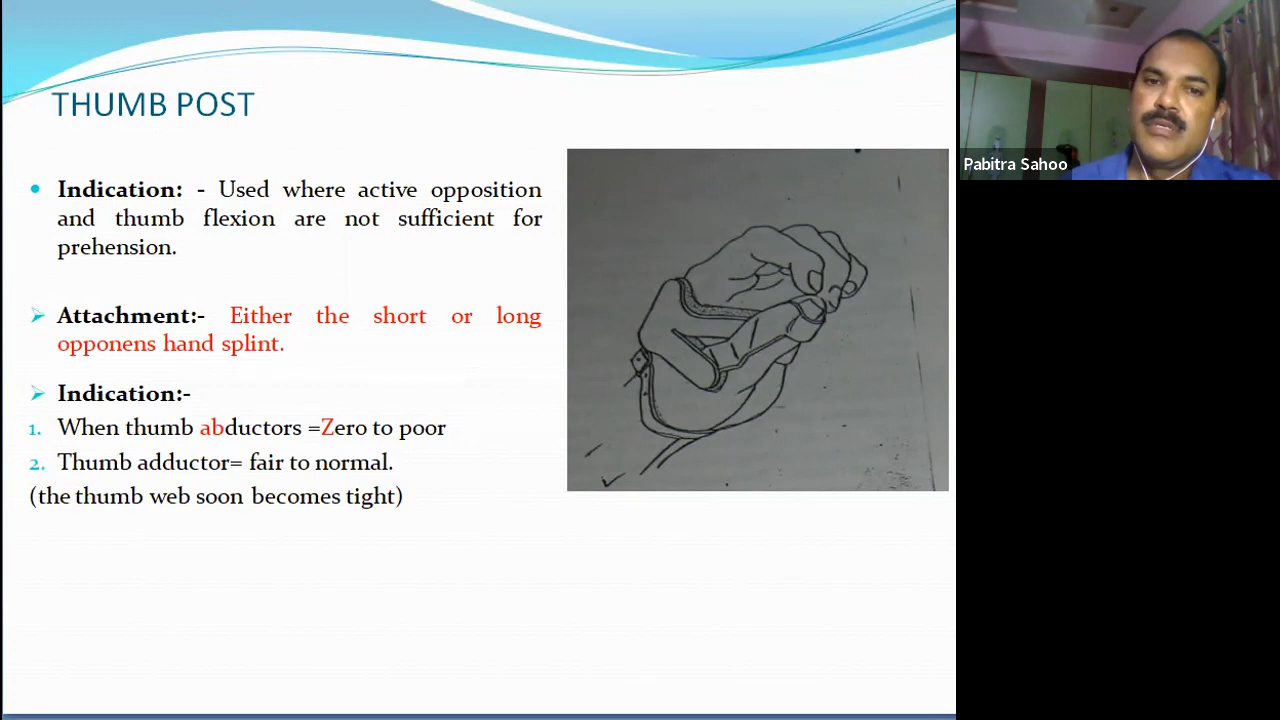 THUMB POST
Indication: - Used where active opposition
and thumb flexion are not sufficient for
prehension.
Attachment:- Either the short or long
opponens hand splint.
Indication:-
1. When thumb abductors =Zero to poor
2. Thumb adductor= fair to normal.
(the thumb web soon becomes tight)
Pabitra Sahoo